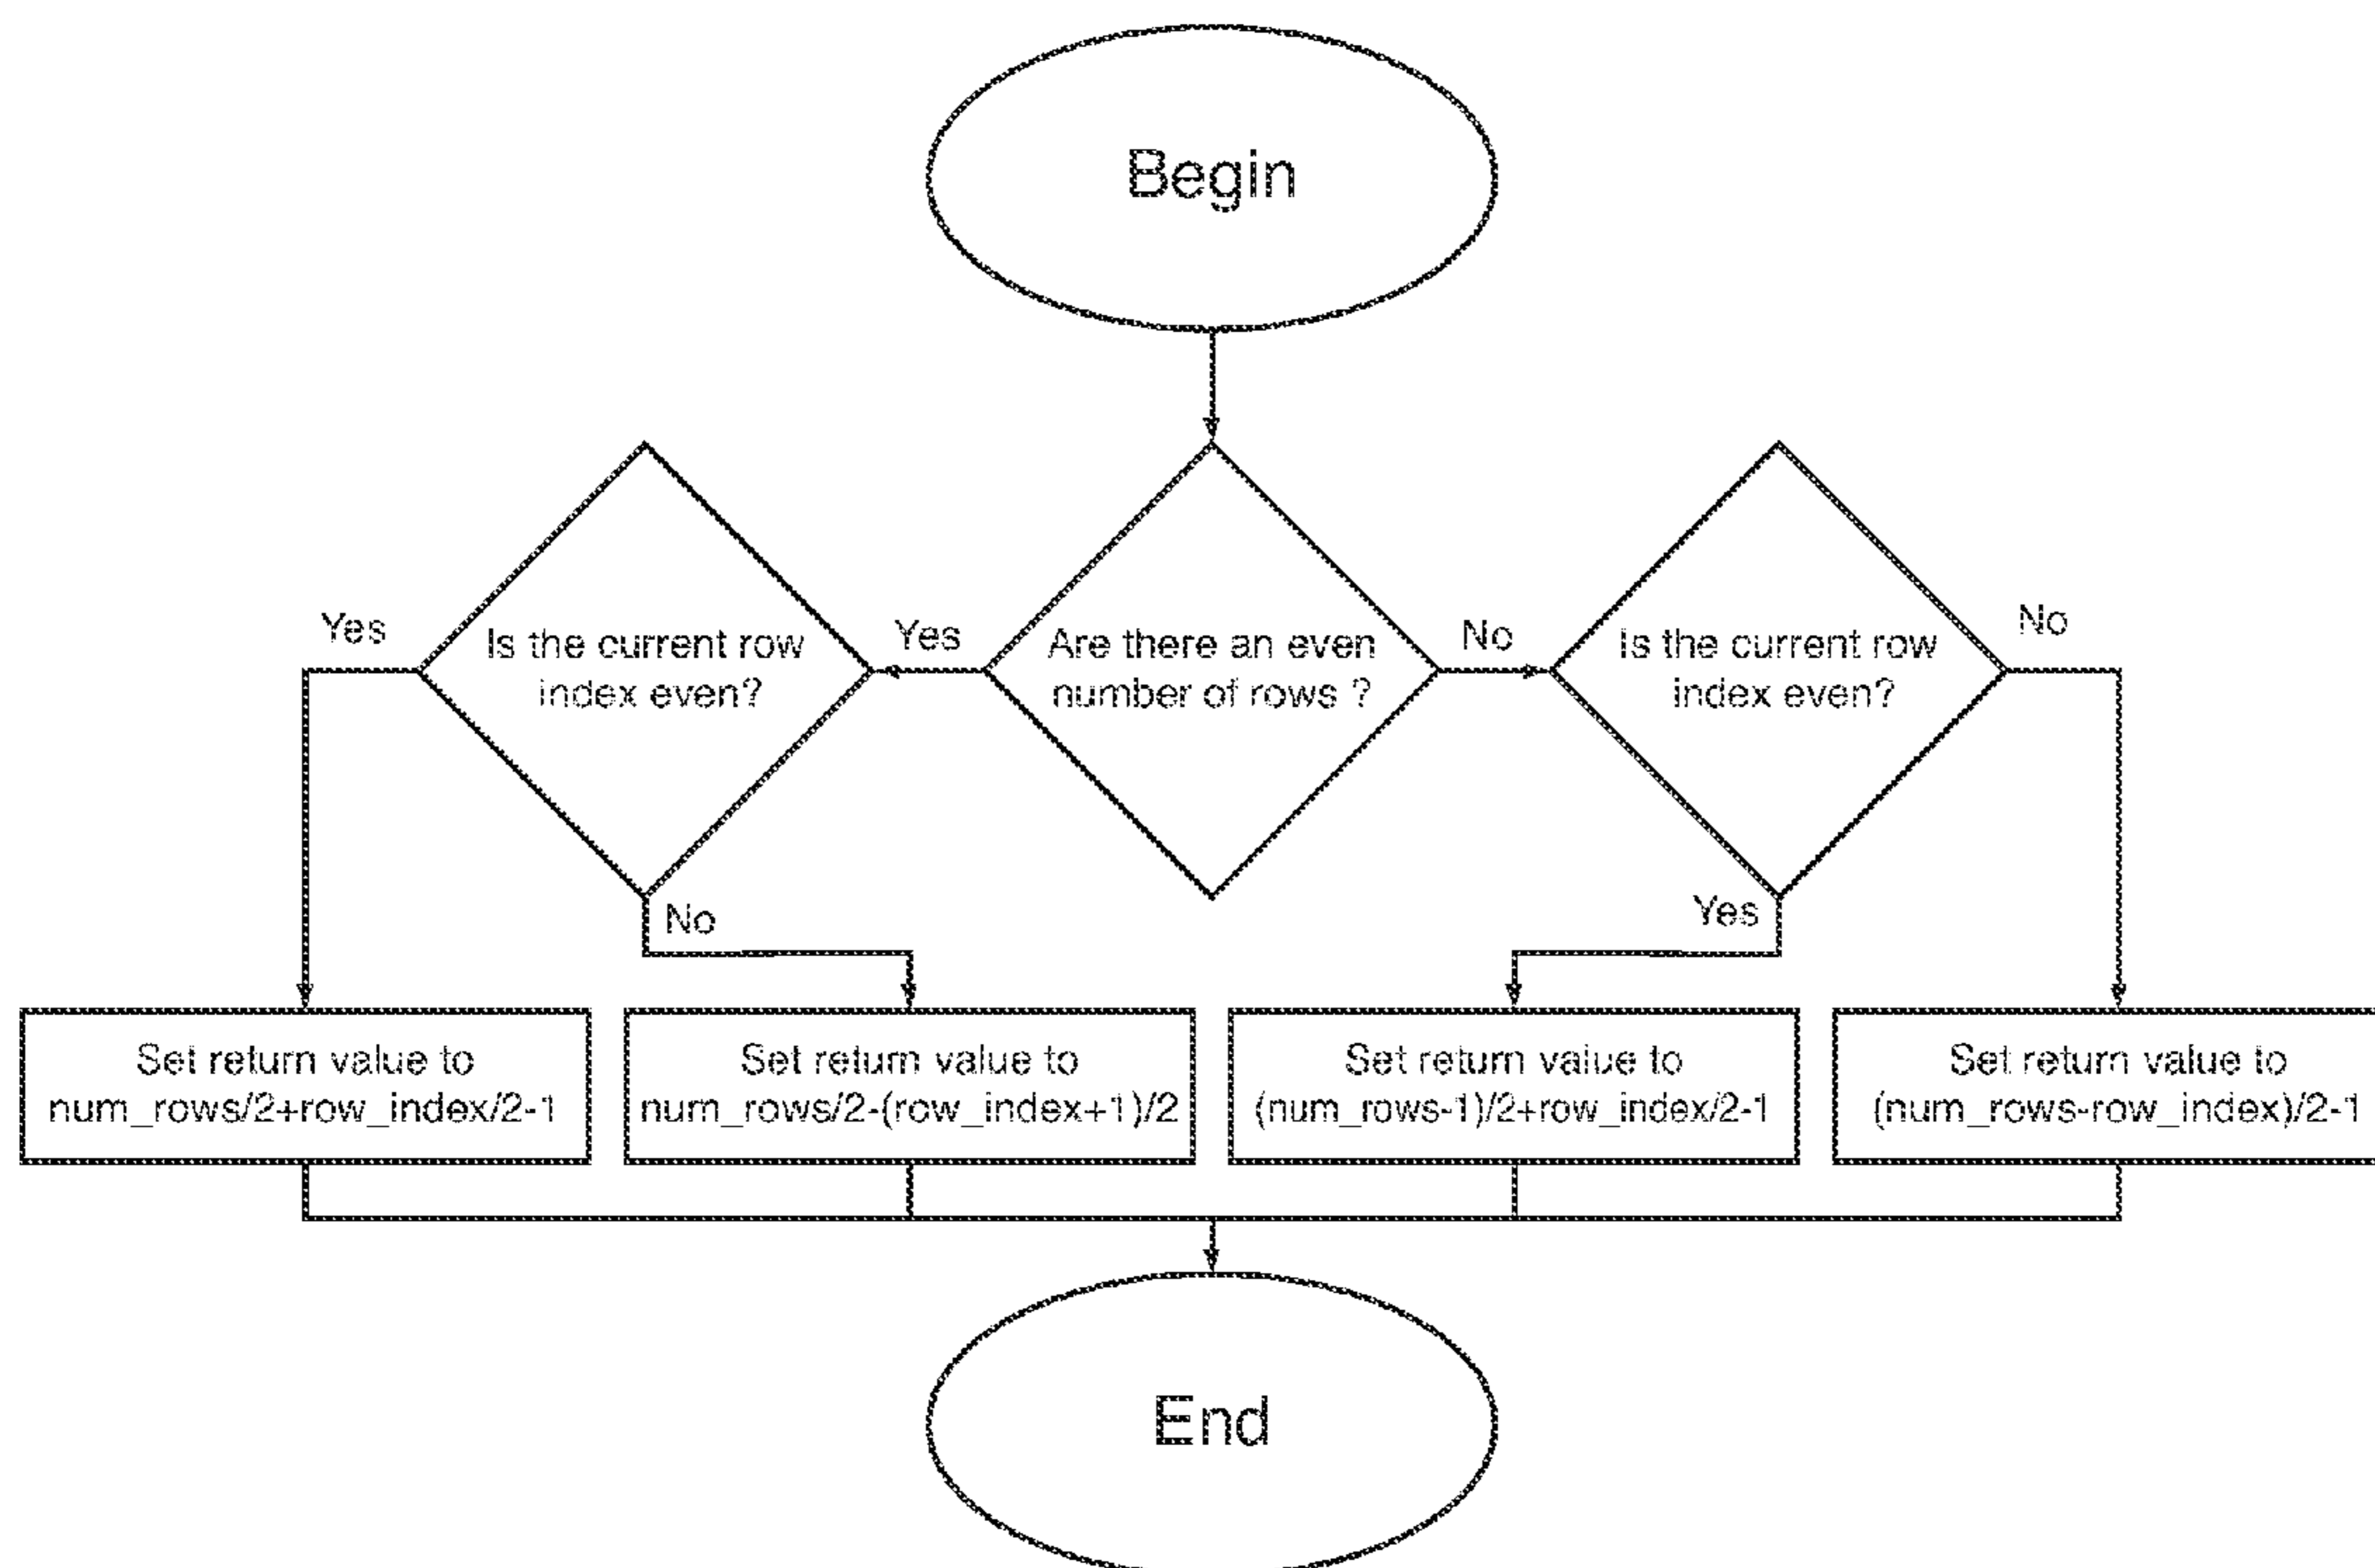 Begin
Yes
Is the current row
index even?
Yes
Are there an even
number of rows ?
No
Is the current row
index even?
No
No
Yes
Set return value to
num_rows/2+row_index/2-1
Set return value to
num_rows/2-(row_index+1)/2
Set return value to
(num_rows-1)/2+row_index/2-1
Set return value to
(num_rows-row_index)/2-1
End